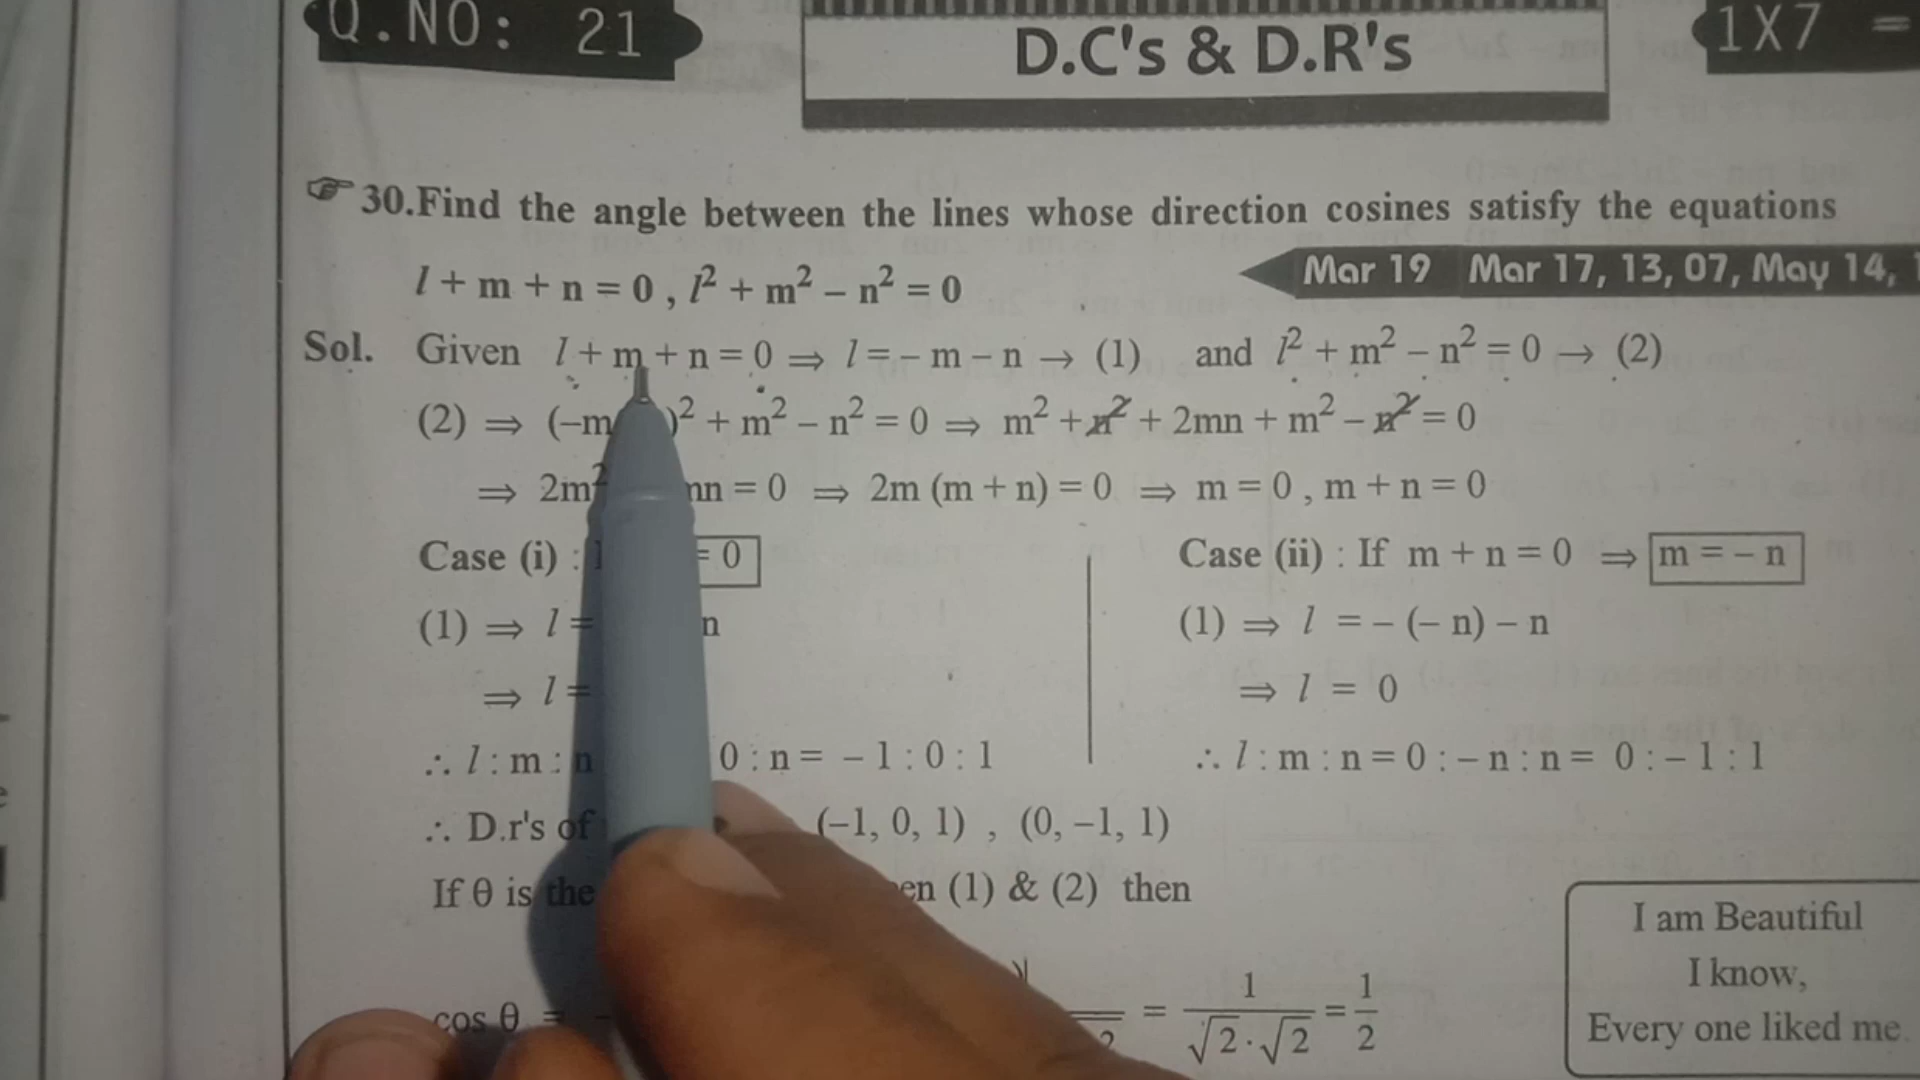 Q.NO: 21
D.C's & D.R's
1X7 =
30.Find the angle between the lines whose direction cosines satisfy the equations
l + m + n = 0 , l² + m² – n² = 0
Mar 19 Mar 17, 13, 07, May 14,
Sol. Given l + m + n = 0 ⇒ l = – m – n → (1) and l² + m² – n² = 0 → (2)
(2) ⇒ (–m )² + m² – n² = 0 ⇒ m² + n² + 2mn + m² – n² = 0
⇒ 2m² mn = 0 ⇒ 2m (m + n) = 0 ⇒ m = 0 , m + n = 0
Case (i) : = 0
(1) ⇒ l = n
⇒ l =
∴ l : m : n 0 : n = – 1 : 0 : 1
Case (ii) : If m + n = 0 ⇒ m = – n
(1) ⇒ l = – (– n) – n
⇒ l = 0
∴ l : m : n = 0 : – n : n = 0 : – 1 : 1
∴ D.r's of (–1, 0, 1) , (0, –1, 1)
If θ is the (1) & (2) then
cos θ = = 1/√2·√2 = 1/2
I am Beautiful
I know,
Every one liked me